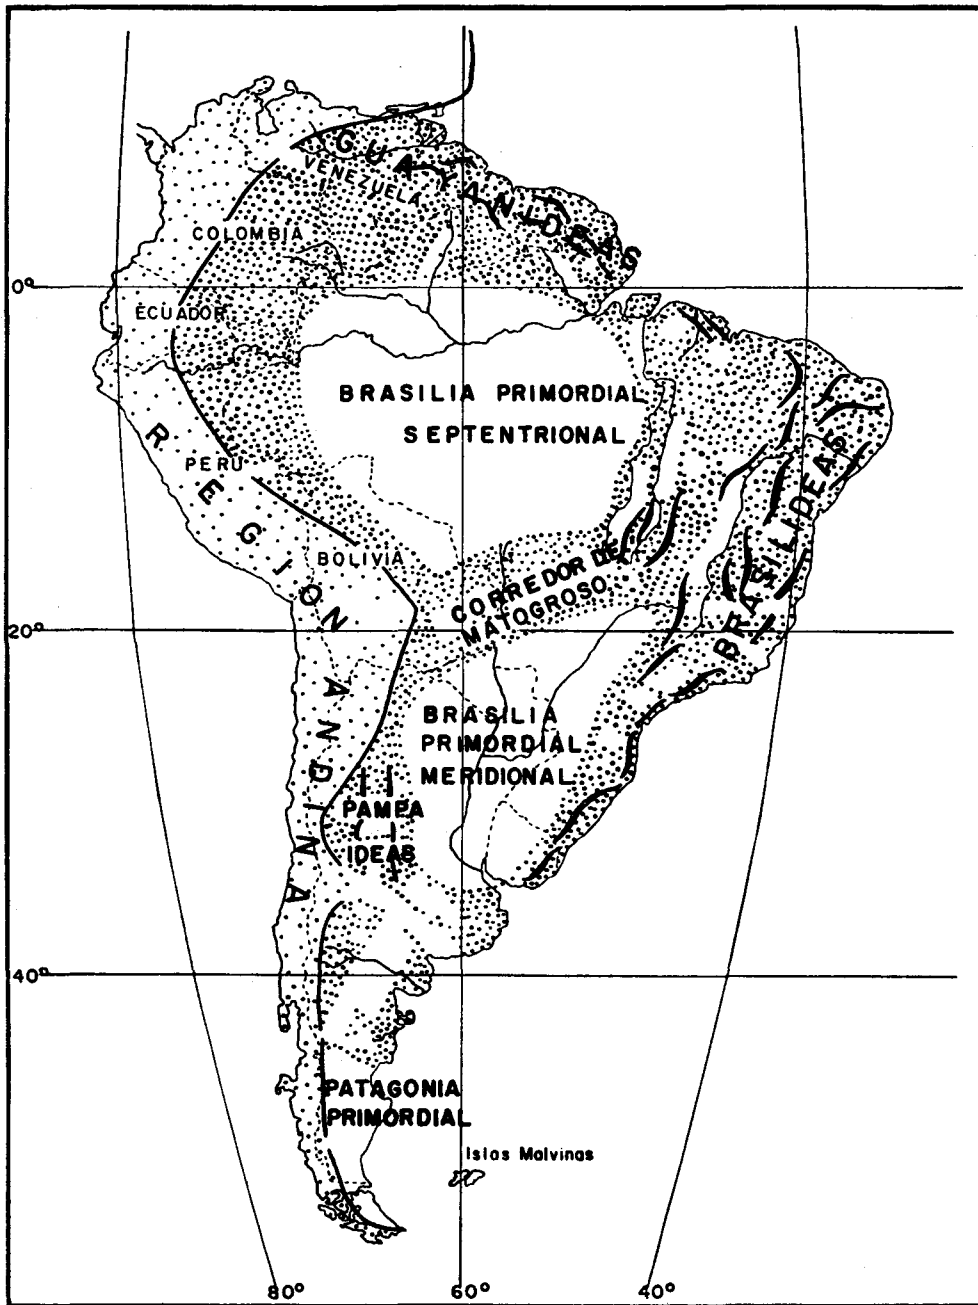 GUAYANIDEAS
VENEZUELA
COLOMBIA
0°
ECUADOR
BRASILIA PRIMORDIAL
SEPTENTRIONAL
BRASILIDEAS
REGION ANDINA
PERU
BOLIVIA
CORREDOR DE
MATOGROSO
20°
BRASILIA
PRIMORDIAL
MERIDIONAL
PAMPA
IDEAS
40°
PATAGONIA
PRIMORDIAL
Islas Malvinas
80°
60°
40°